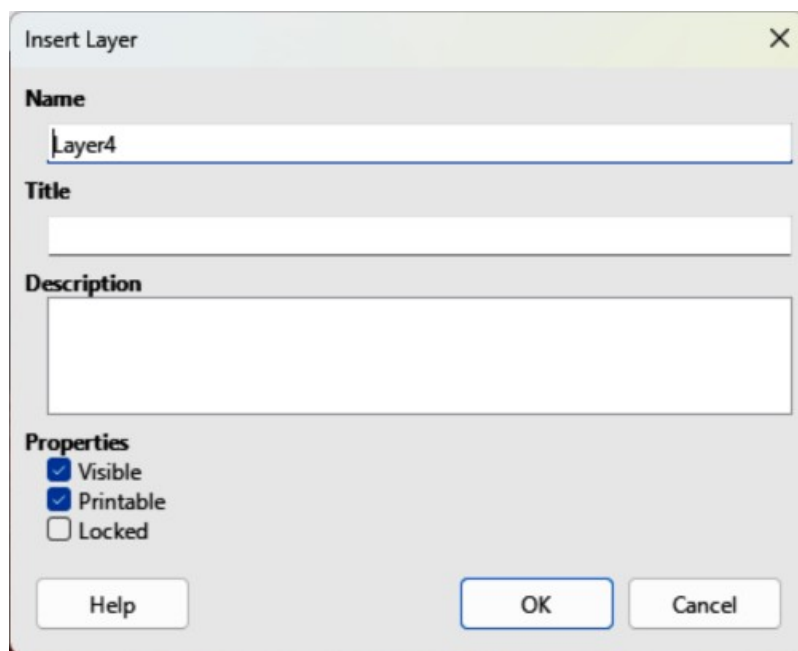 Insert Layer
Name
Layer4
Title
Description
Properties
Visible
Printable
Locked
Help OK Cancel